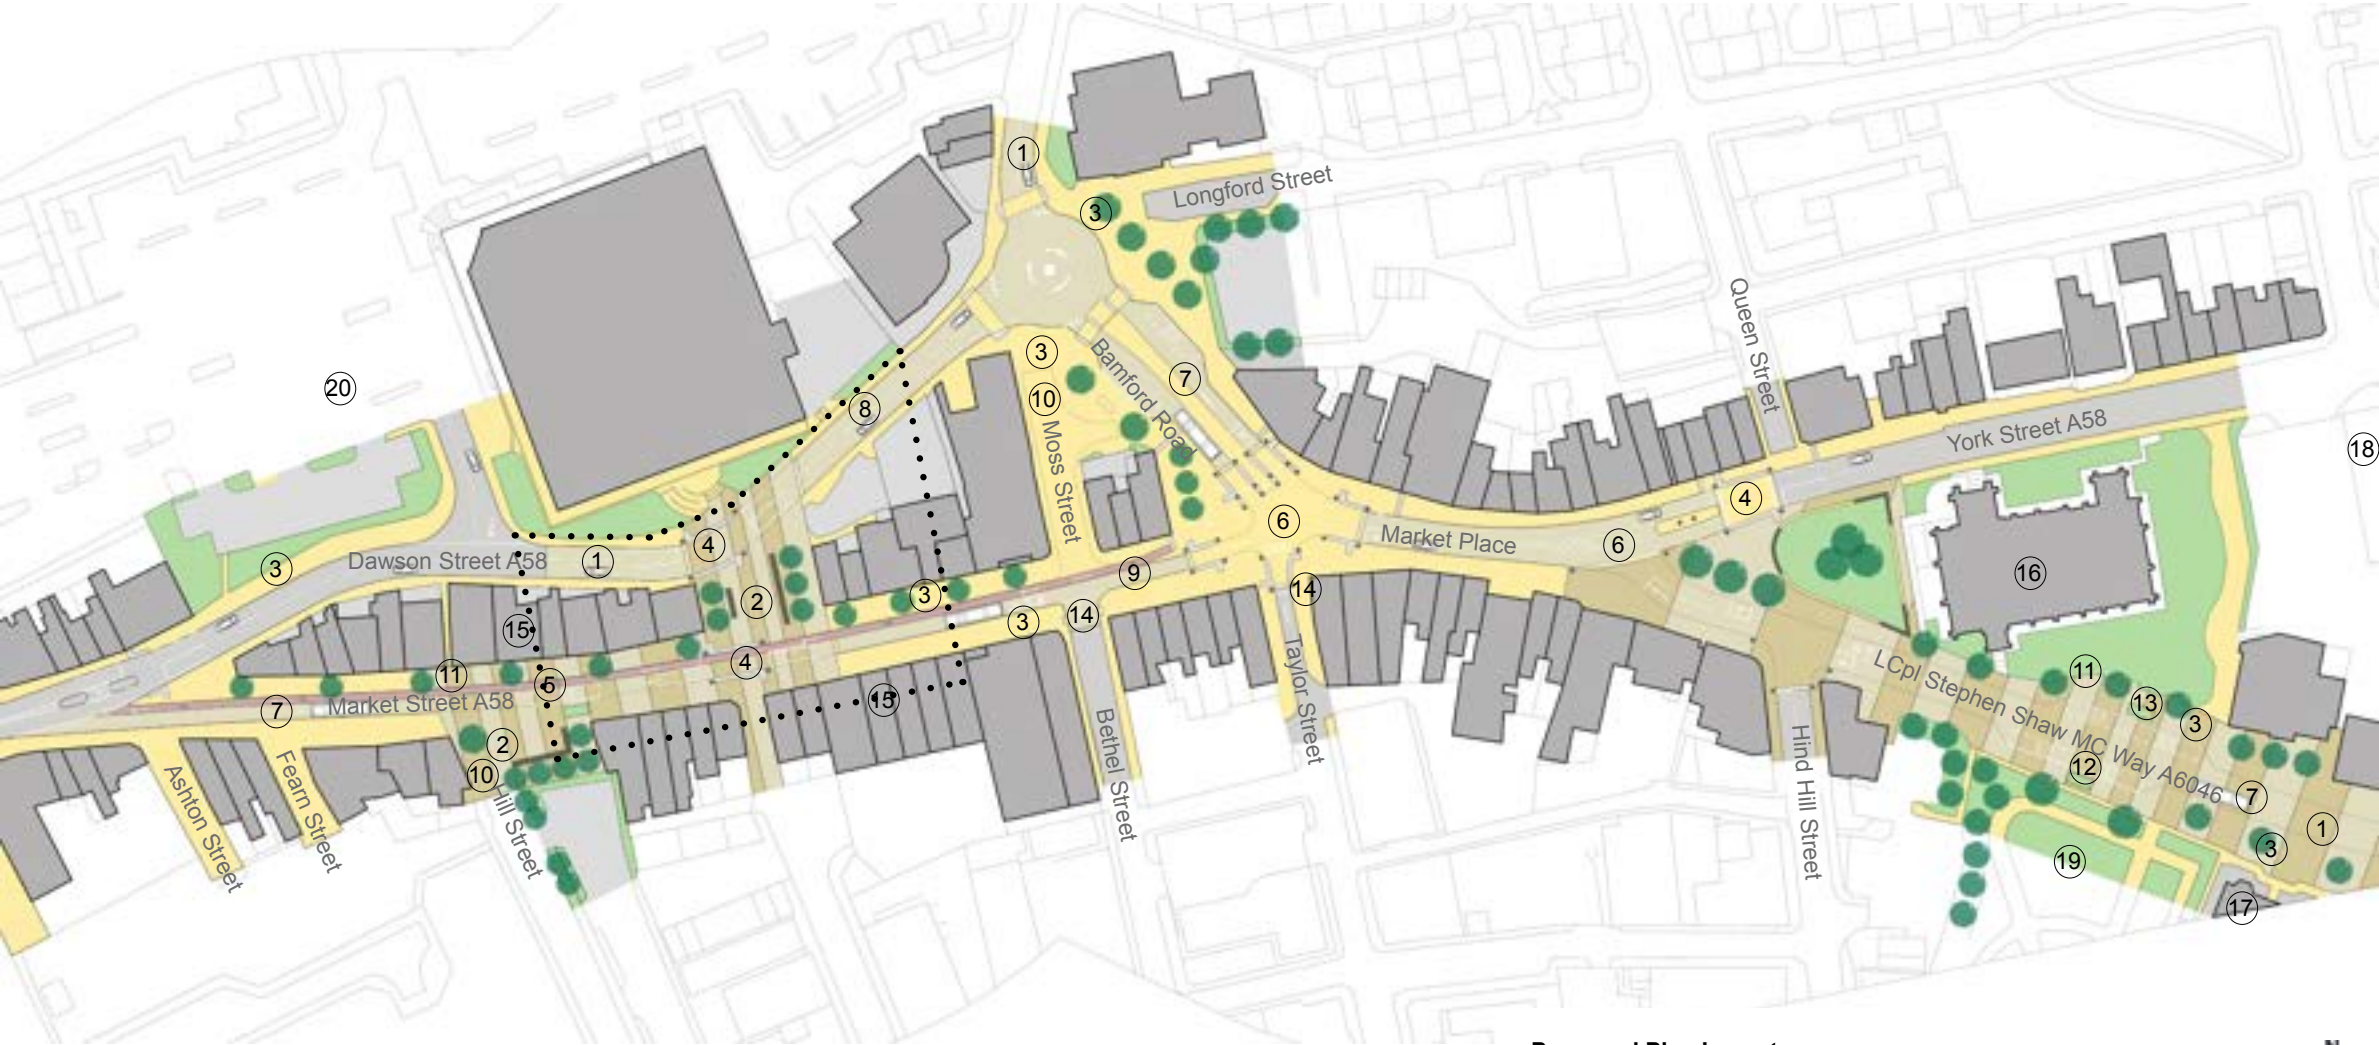 1
Longford Street
3
Queen Street
3
Bamford Road
7
20
10
8
York Street A58
18
Moss Street
4
6
Market Place
6
4
Dawson Street A58
1
3
9
16
2
3
14
14
15
3
4
LCpl Stephen Shaw MC Way A6046
11
11
5
13
Market Street A58
7
15
3
Taylor Street
Bethel Street
2
Hind Hill Street
12
10
Fearn Street
Ashton Street
Hill Street
7
1
3
19
17